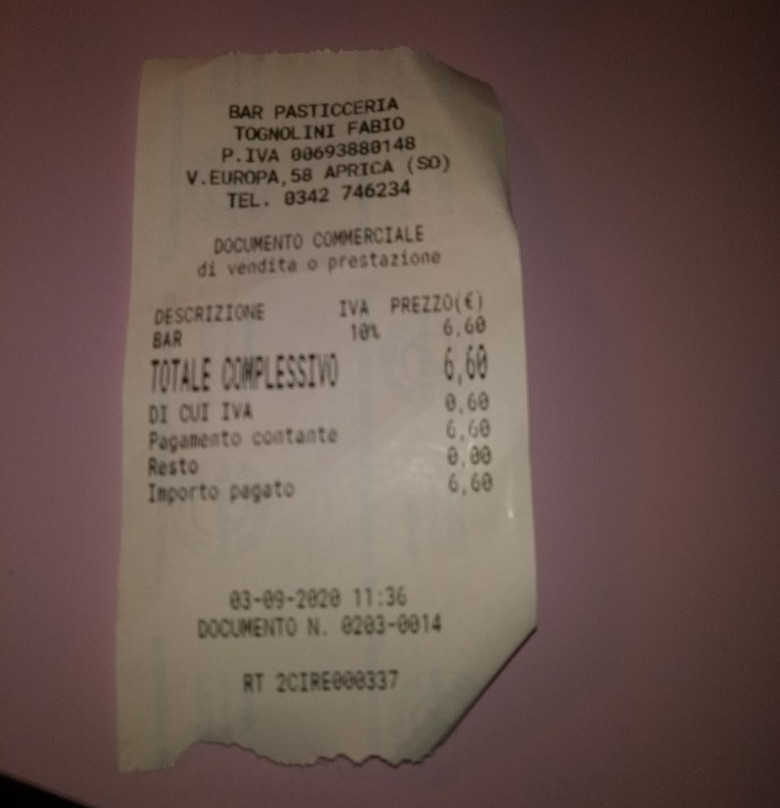 BAR PASTICCERIA
TOGNOLINI FABIO
P.IVA 00693880148
V.EUROPA,58 APRICA (SO)
TEL. 0342 746234
DOCUMENTO COMMERCIALE
di vendita o prestazione
DESCRIZIONE IVA PREZZO(€)
BAR 10% 6,60
TOTALE COMPLESSIVO 6,60
DI CUI IVA 0,60
Pagamento contante 6,60
Resto 0,00
Importo pagato 6,60
03-09-2020 11:36
DOCUMENTO N. 0203-0014
RT 2CIRE000337